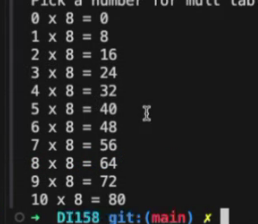 Pick a number for mult tab
0 x 8 = 0
1 x 8 = 8
2 x 8 = 16
3 x 8 = 24
4 x 8 = 32
5 x 8 = 40
6 x 8 = 48
7 x 8 = 56
8 x 8 = 64
9 x 8 = 72
10 x 8 = 80
○ → DI158 git:(main) ✗